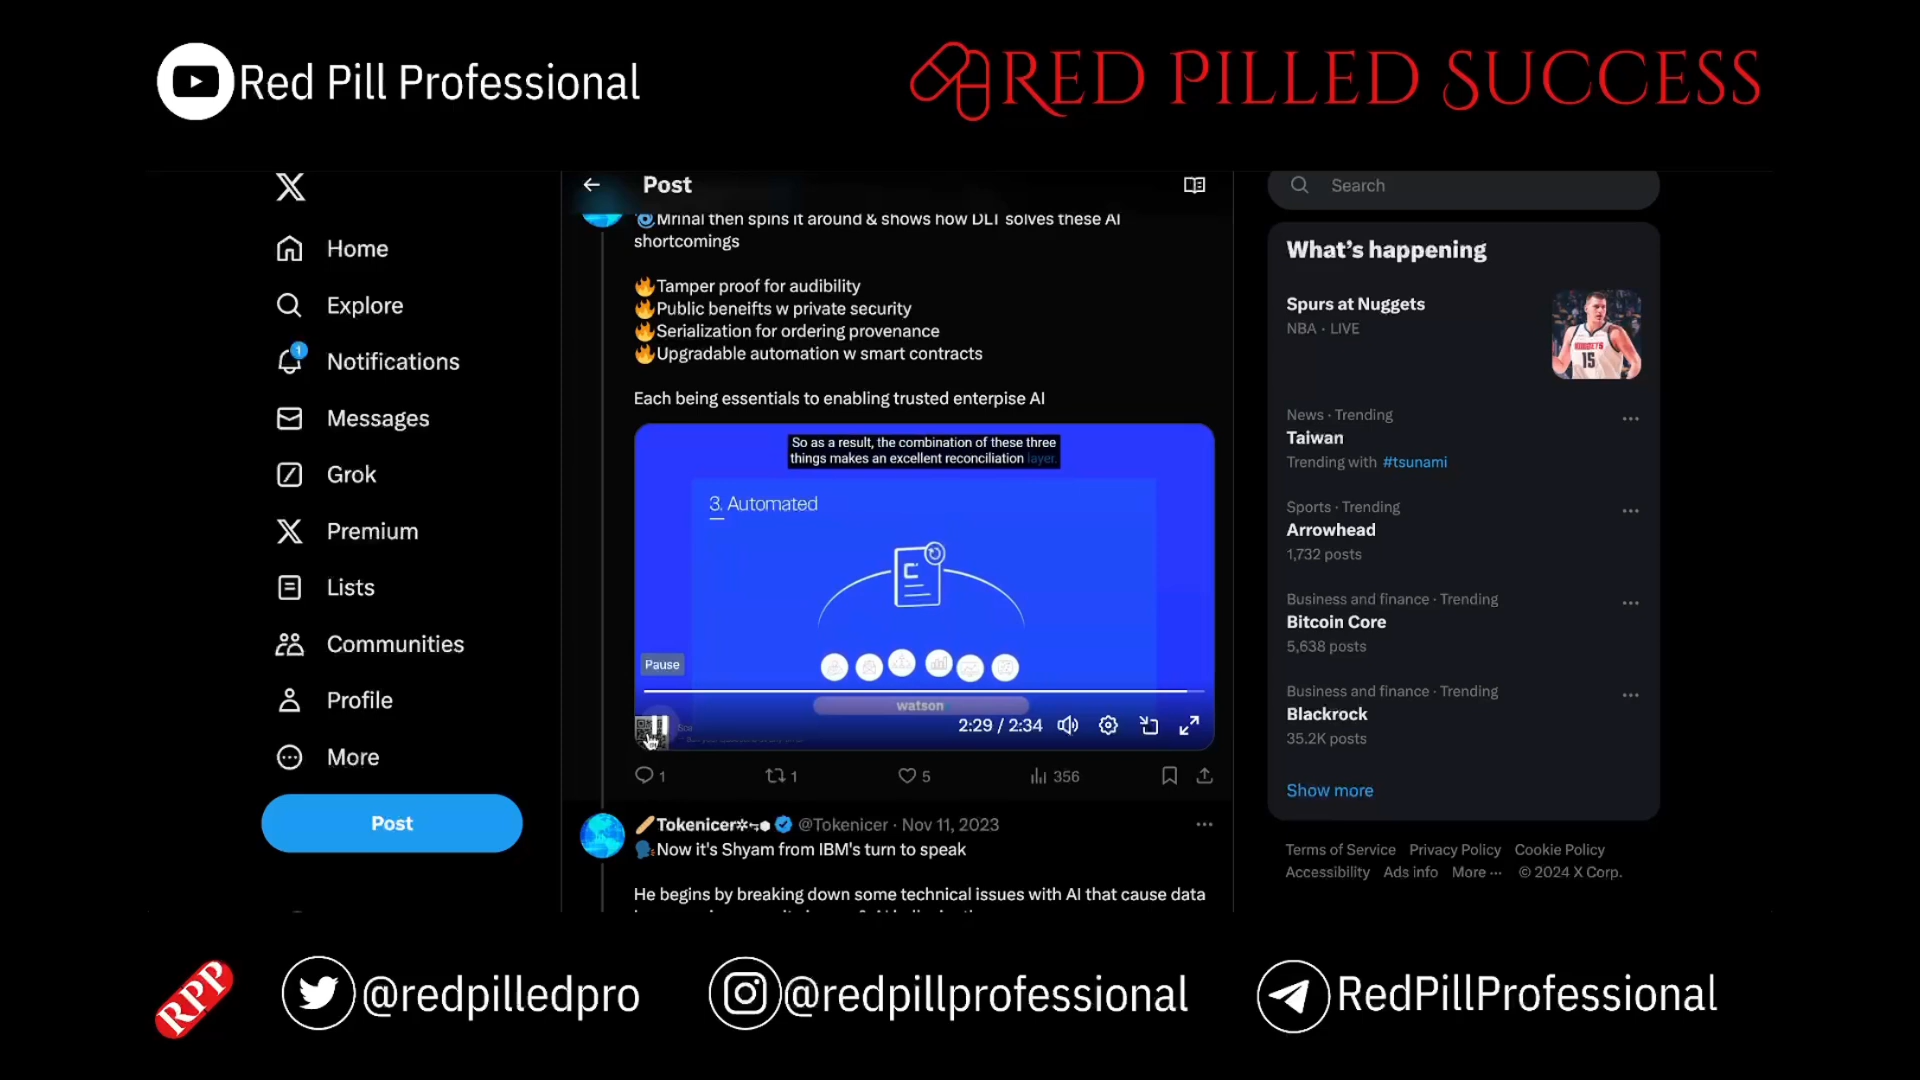 Red Pill Professional
RED PILLED SUCCESS
Post
Search
Home
Explore
1
Notifications
Messages
Grok
Premium
Lists
Communities
Profile
More
Post
Mrinal then spins it around & shows how DLT solves these AI
shortcomings
Tamper proof for audibility
Public beneifts w private security
Serialization for ordering provenance
Upgradable automation w smart contracts
Each being essentials to enabling trusted enterpise AI
So as a result, the combination of these three
things makes an excellent reconciliation layer.
3. Automated
Pause
watson
2:29 / 2:34
1
1
5
356
Tokenicer @Tokenicer · Nov 11, 2023
Now it's Shyam from IBM's turn to speak
He begins by breaking down some technical issues with AI that cause data
What's happening
Spurs at Nuggets
NBA · LIVE
NUGGETS
15
News · Trending
Taiwan
Trending with #tsunami
Sports · Trending
Arrowhead
1,732 posts
Business and finance · Trending
Bitcoin Core
5,638 posts
Business and finance · Trending
Blackrock
35.2K posts
Show more
Terms of Service Privacy Policy Cookie Policy
Accessibility Ads info More ··· © 2024 X Corp.
RPP
@redpilledpro
@redpillprofessional
RedPillProfessional